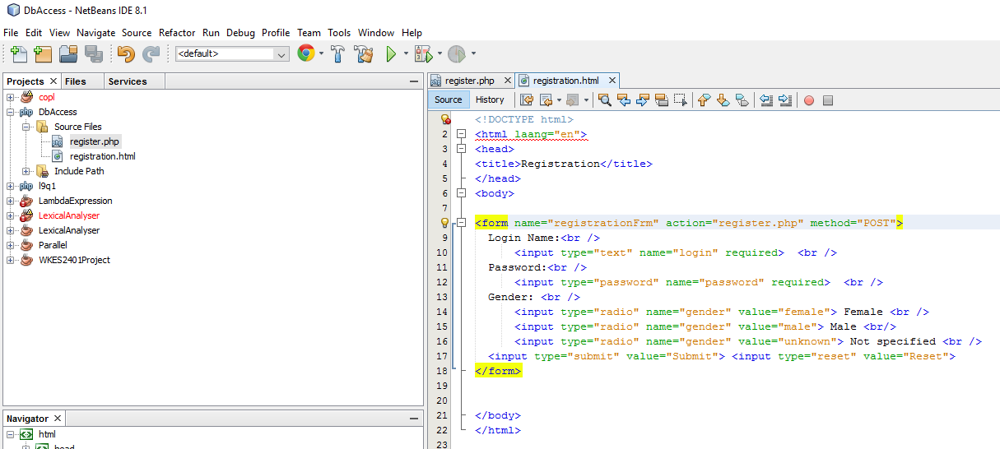 DbAccess - NetBeans IDE 8.1
File Edit View Navigate Source Refactor Run Debug Profile Team Tools Window Help
<default>
Projects Files Services
copl
DbAccess
Source Files
register.php
registration.html
Include Path
l9q1
LambdaExpression
LexicalAnalyser
LexicalAnalyser
Parallel
WKES2401Project
Navigator
html
head
register.php registration.html
Source History
<!DOCTYPE html>
2 <html laang="en">
3 <head>
4 <title>Registration</title>
5 </head>
6 <body>
7
<form name="registrationFrm" action="register.php" method="POST">
9 Login Name:<br />
10 <input type="text" name="login" required> <br />
11 Password:<br />
12 <input type="password" name="password" required> <br />
13 Gender: <br />
14 <input type="radio" name="gender" value="female"> Female <br />
15 <input type="radio" name="gender" value="male"> Male <br/>
16 <input type="radio" name="gender" value="unknown"> Not specified <br />
17 <input type="submit" value="Submit"> <input type="reset" value="Reset">
18 </form>
19
20
21 </body>
22 </html>
23